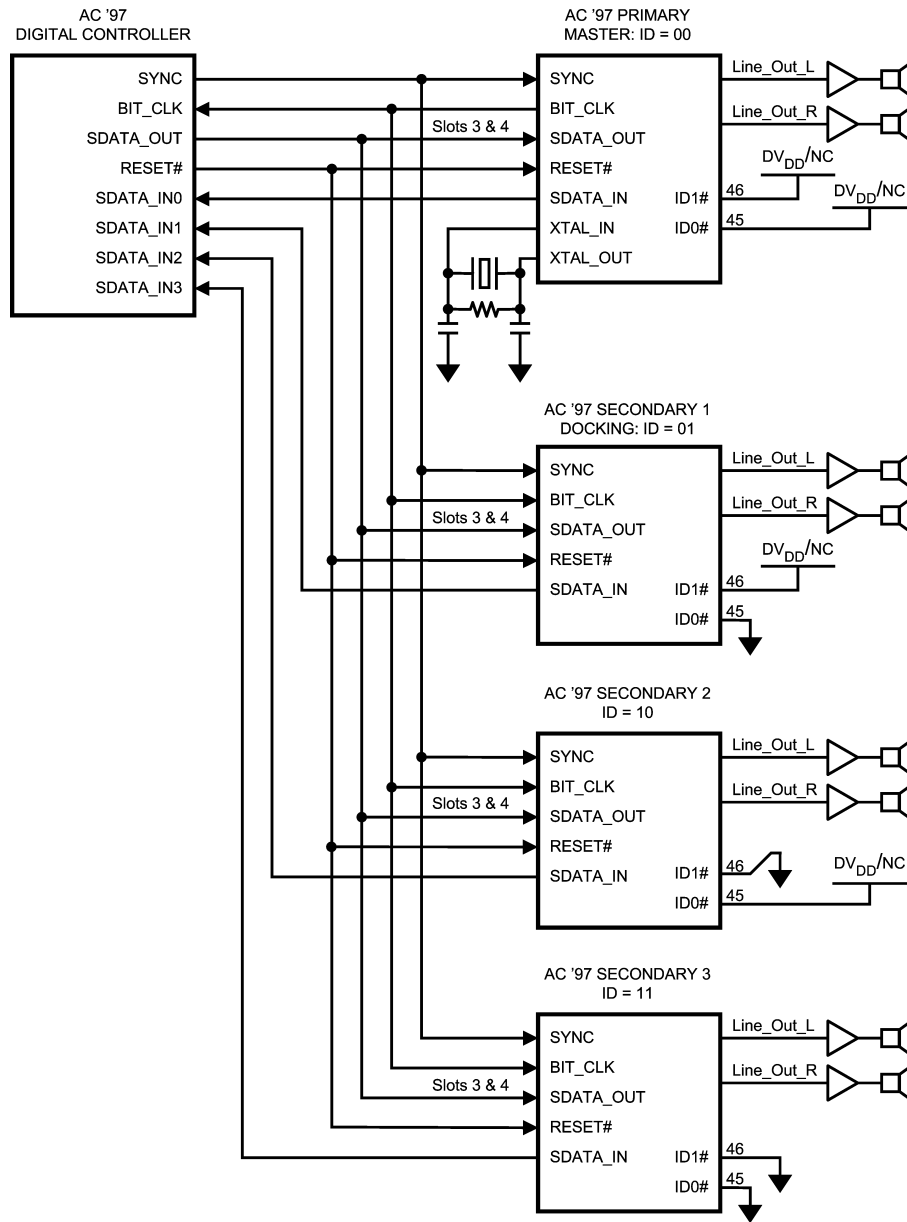 AC '97
DIGITAL CONTROLLER
SYNC
BIT_CLK
SDATA_OUT
RESET#
SDATA_IN0
SDATA_IN1
SDATA_IN2
SDATA_IN3
AC '97 PRIMARY
MASTER: ID = 00
SYNC
BIT_CLK
Slots 3 & 4
SDATA_OUT
RESET#
SDATA_IN
XTAL_IN
XTAL_OUT
ID1#
ID0#
46
45
Line_Out_L
Line_Out_R
DVDD/NC
DVDD/NC
AC '97 SECONDARY 1
DOCKING: ID = 01
SYNC
BIT_CLK
Slots 3 & 4
SDATA_OUT
RESET#
SDATA_IN
ID1#
ID0#
46
45
Line_Out_L
Line_Out_R
DVDD/NC
AC '97 SECONDARY 2
ID = 10
SYNC
BIT_CLK
Slots 3 & 4
SDATA_OUT
RESET#
SDATA_IN
ID1#
ID0#
46
45
Line_Out_L
Line_Out_R
DVDD/NC
AC '97 SECONDARY 3
ID = 11
SYNC
BIT_CLK
Slots 3 & 4
SDATA_OUT
RESET#
SDATA_IN
ID1#
ID0#
46
45
Line_Out_L
Line_Out_R